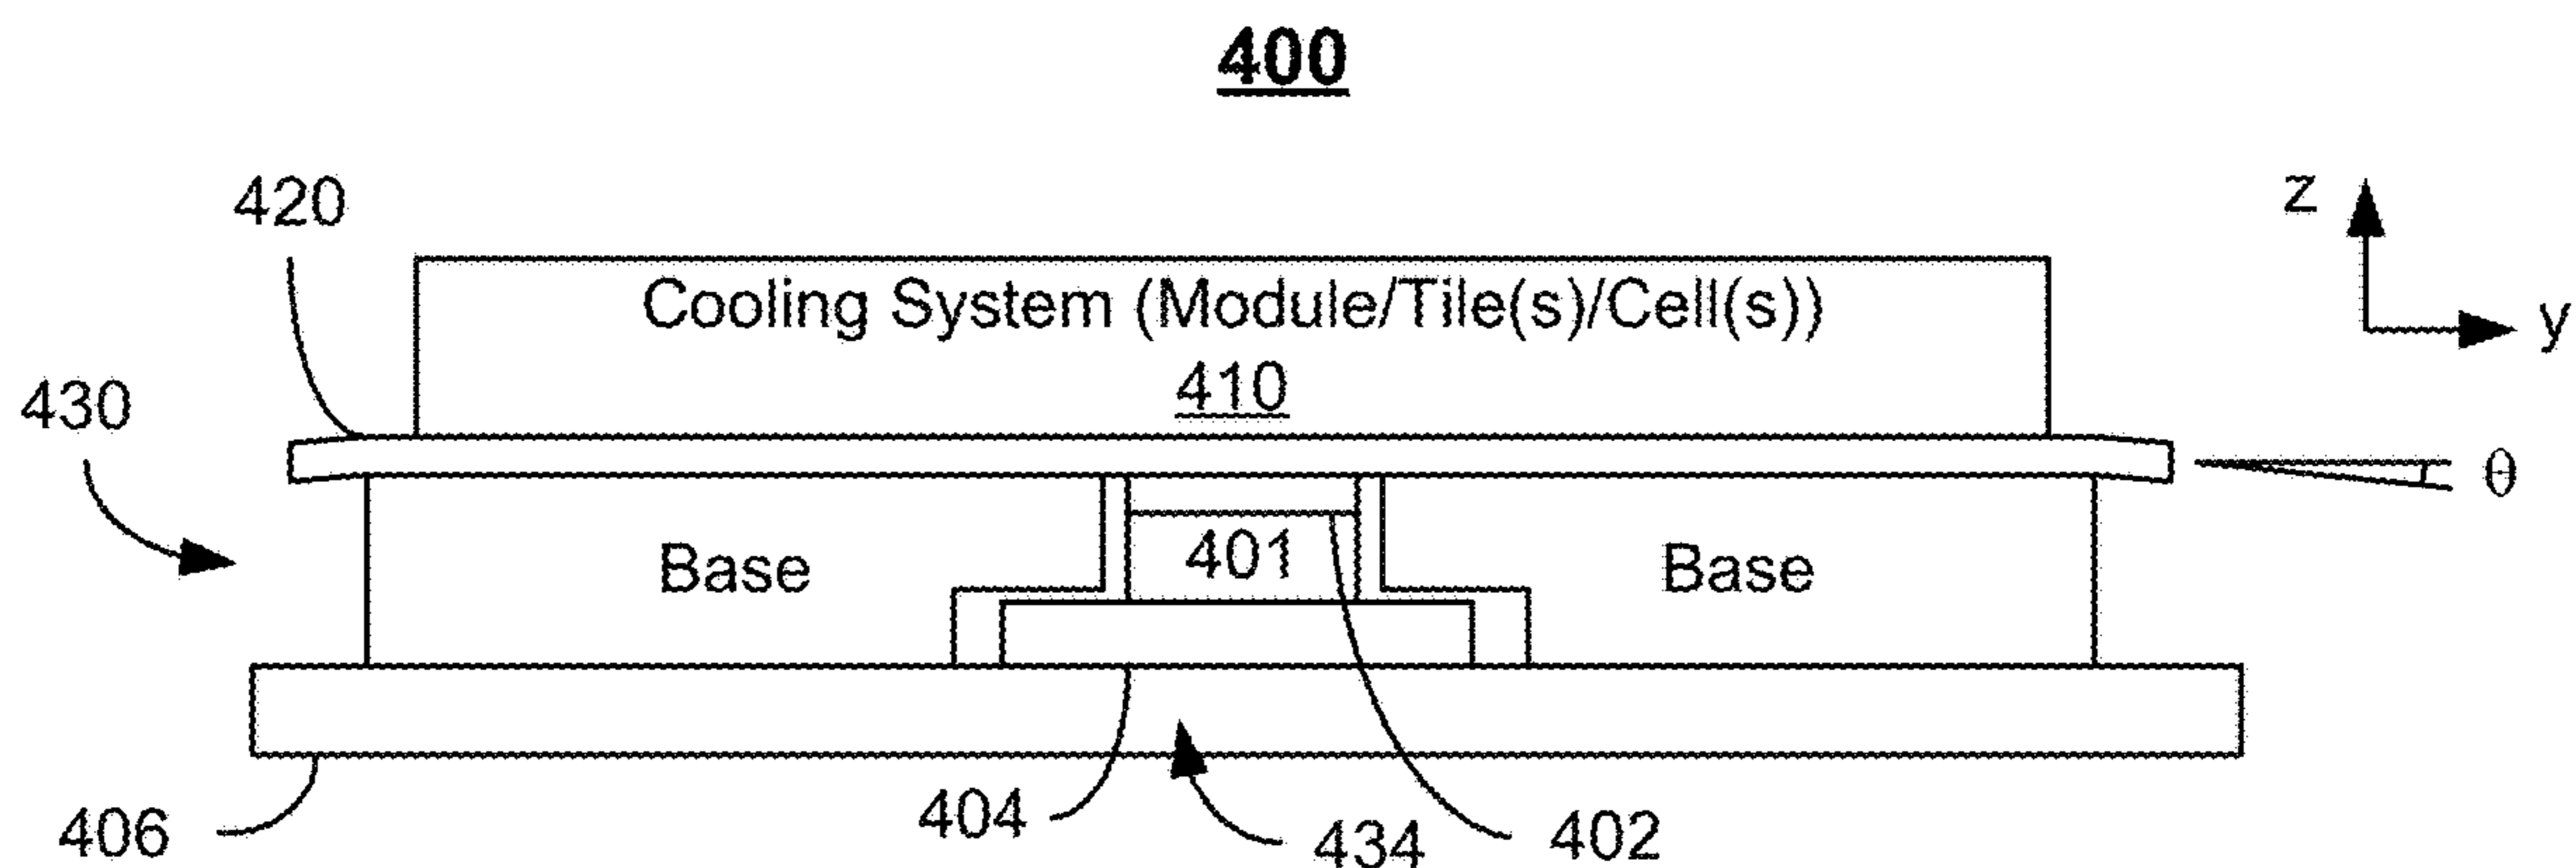 400
420
z
Cooling System (Module/Tile(s)/Cell(s))
y
430
410
θ
Base
401
Base
406
404
434
402